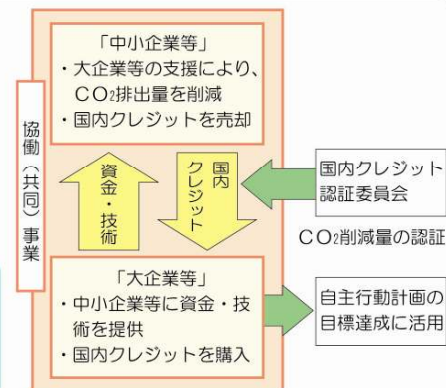 「中小企業等」
・大企業等の支援により、
CO₂排出量を削減
・国内クレジットを売却
協働（共同）事業
資金・技術
国内
クレジット
国内クレジット
認証委員会
CO₂削減量の認証
「大企業等」
・中小企業等に資金・技
術を提供
・国内クレジットを購入
自主行動計画の
目標達成に活用